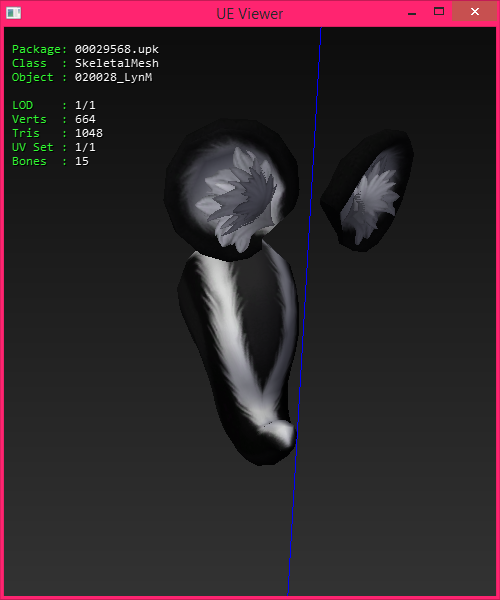 UE Viewer
Package: 00029568.upk
Class : SkeletalMesh
Object : 020028_LynM
LOD : 1/1
Verts : 664
Tris : 1048
UV Set : 1/1
Bones : 15